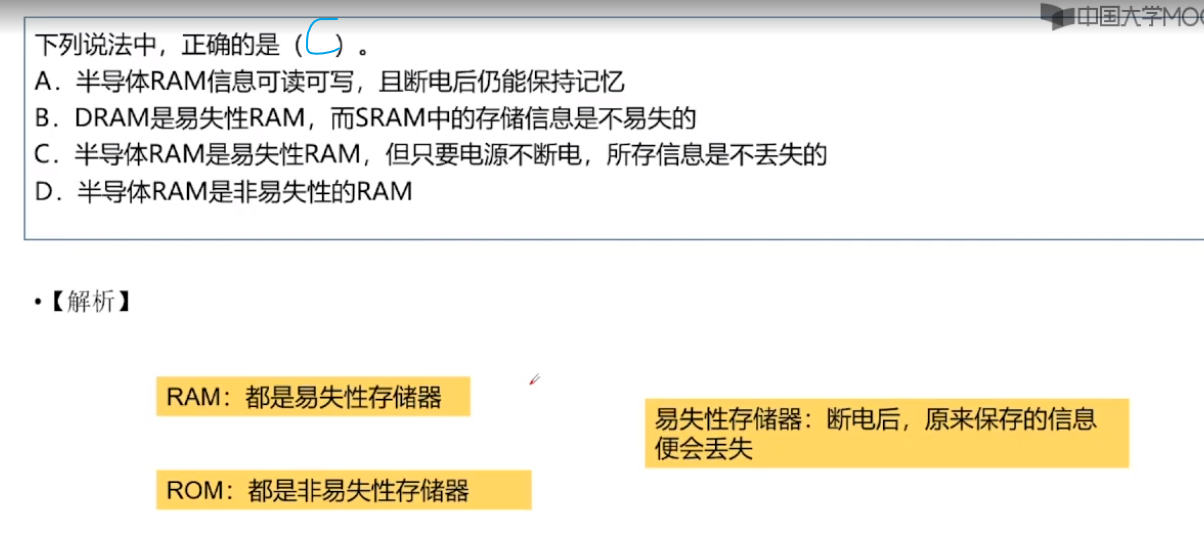 中国大学MOO
下列说法中，正确的是（ C ）。
A．半导体RAM信息可读可写，且断电后仍能保持记忆
B．DRAM是易失性RAM，而SRAM中的存储信息是不易失的
C．半导体RAM是易失性RAM，但只要电源不断电，所存信息是不丢失的
D．半导体RAM是非易失性的RAM
•【解析】
RAM：都是易失性存储器
易失性存储器：断电后，原来保存的信息
便会丢失
ROM：都是非易失性存储器